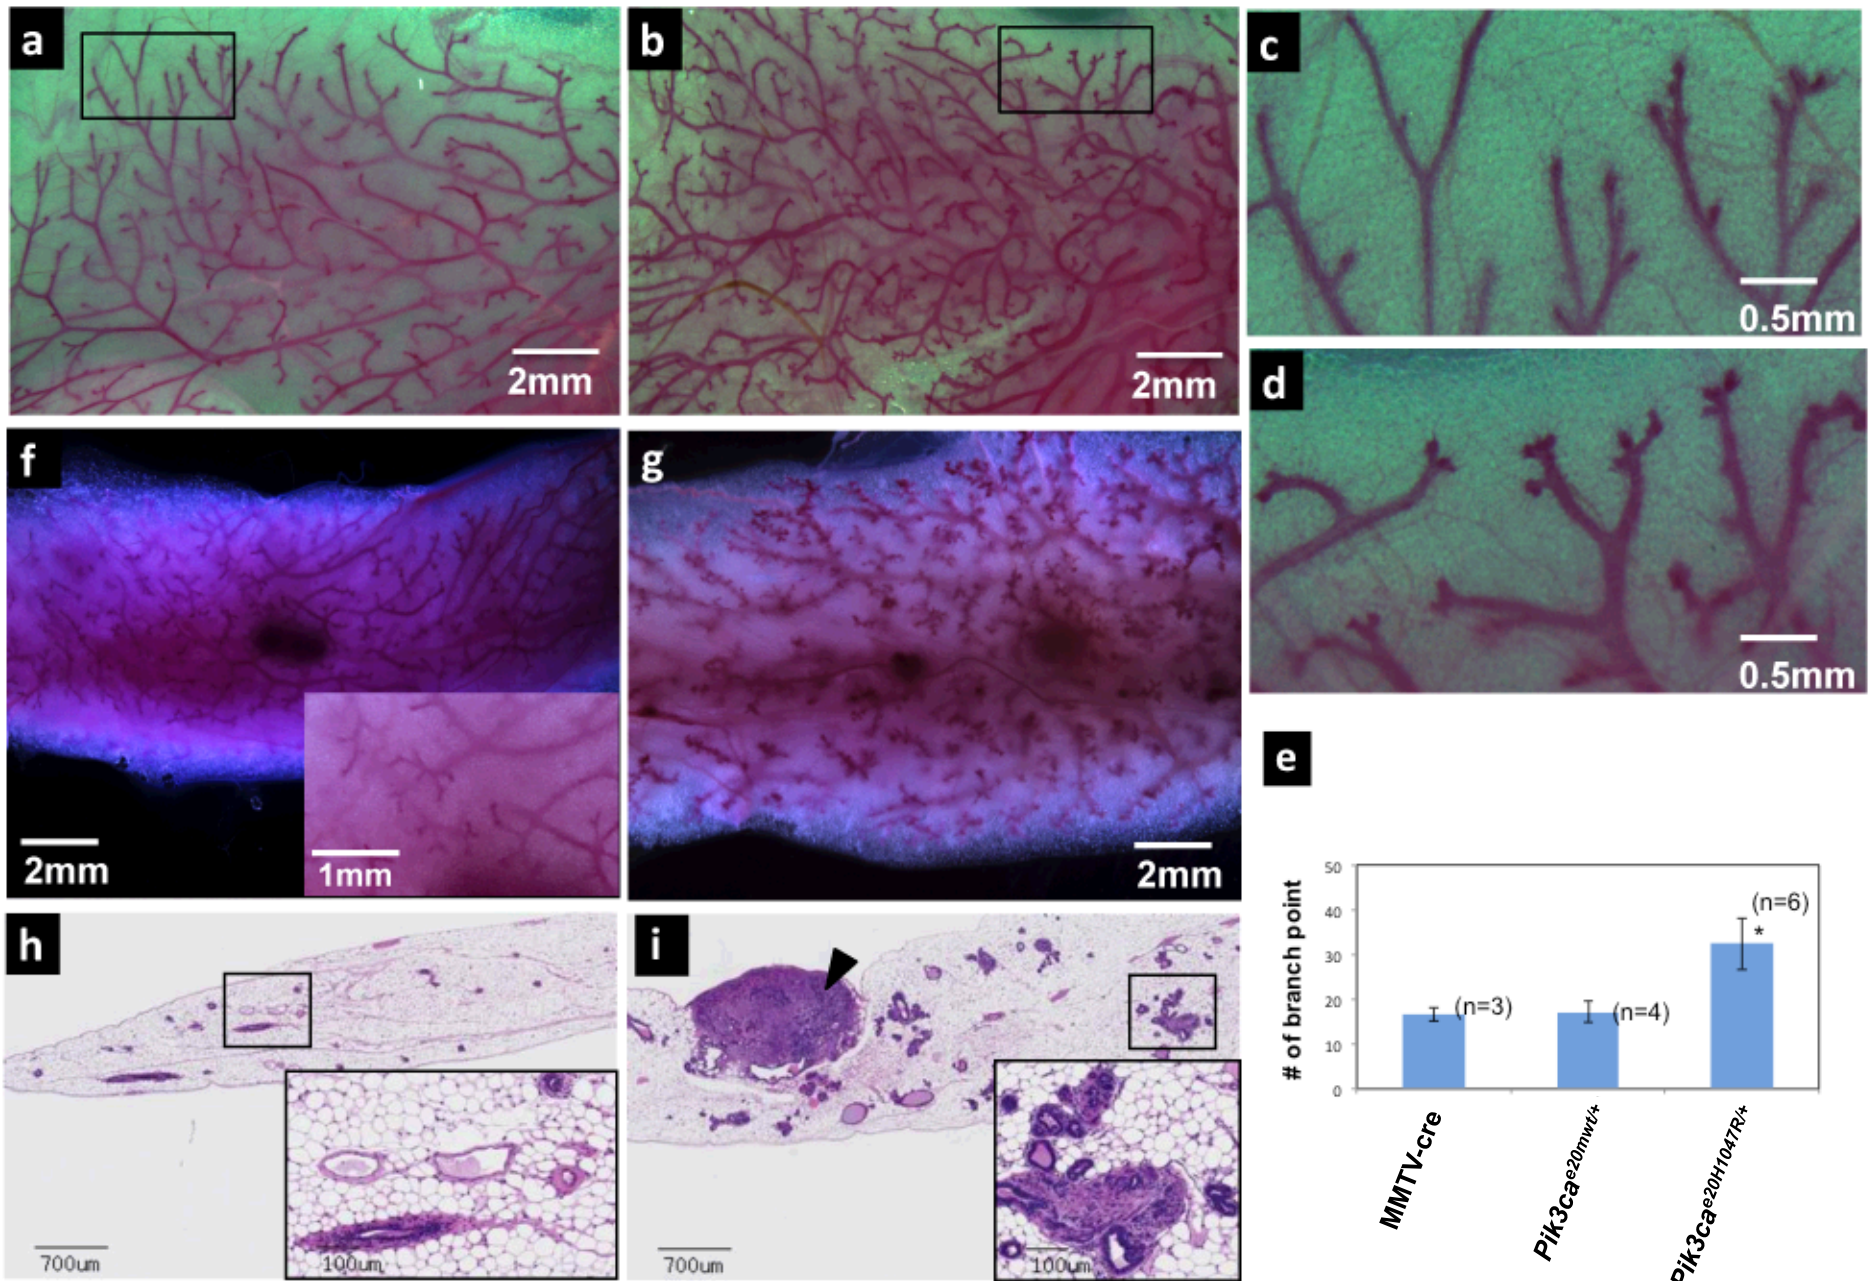 a
2mm
b
2mm
c
0.5mm
d
0.5mm
f
2mm
1mm
g
2mm
e
# of branch point
50
40
30
20
10
0
(n=3)
(n=4)
(n=6)
*
MMTV-cre
Pik3ca^e20mwt/+
Pik3ca^e20H1047R/+
h
700um
100um
i
700um
100um